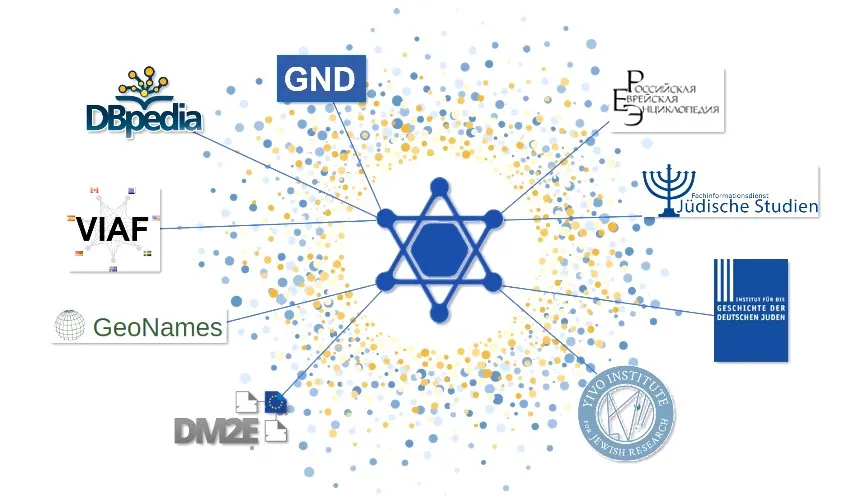 GND
DBpedia
VIAF
GeoNames
DM2E
РОССИЙСКАЯ
ЕВРЕЙСКАЯ
ЭНЦИКЛОПЕДИЯ
Fachinformationsdienst
Jüdische Studien
INSTITUT FÜR DIE
GESCHICHTE DER
DEUTSCHEN JUDEN
YIVO INSTITUTE
FOR JEWISH RESEARCH